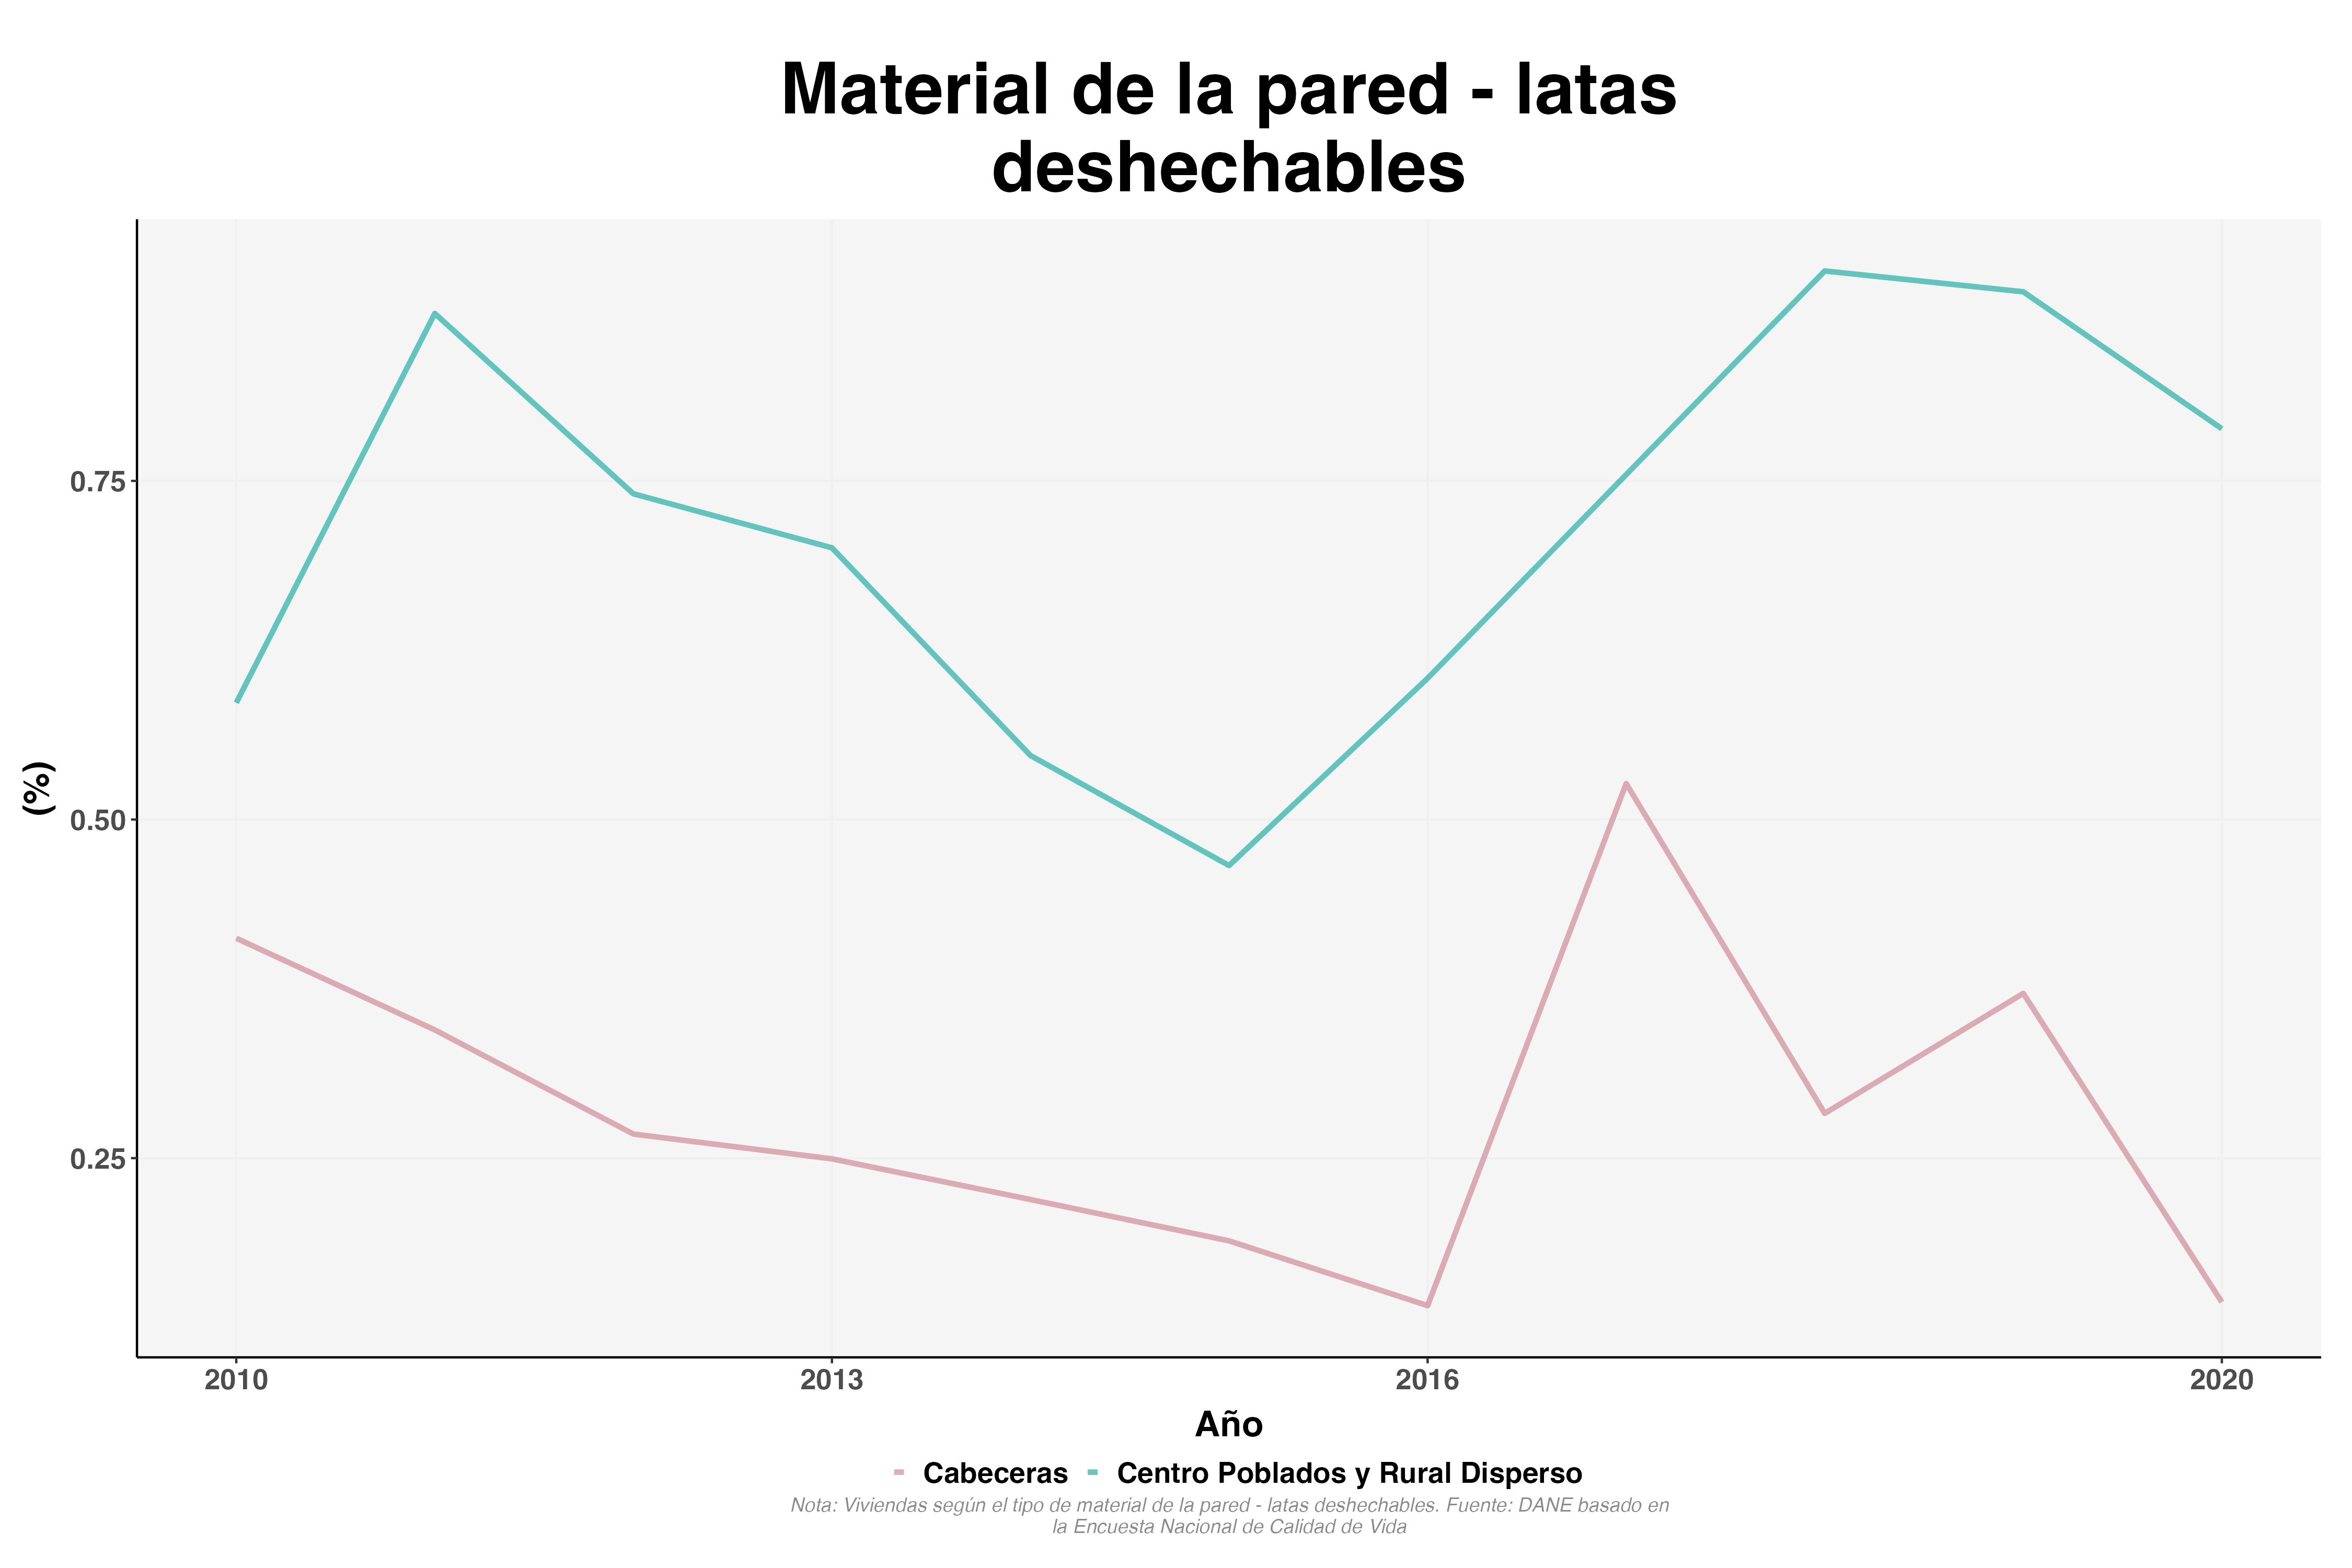 Material de la pared - latas
deshechables
(%)
0.75
0.50
0.25
2010
2013
2016
2020
Año
Cabeceras
Centro Poblados y Rural Disperso
Nota: Viviendas según el tipo de material de la pared - latas deshechables. Fuente: DANE basado en
la Encuesta Nacional de Calidad de Vida